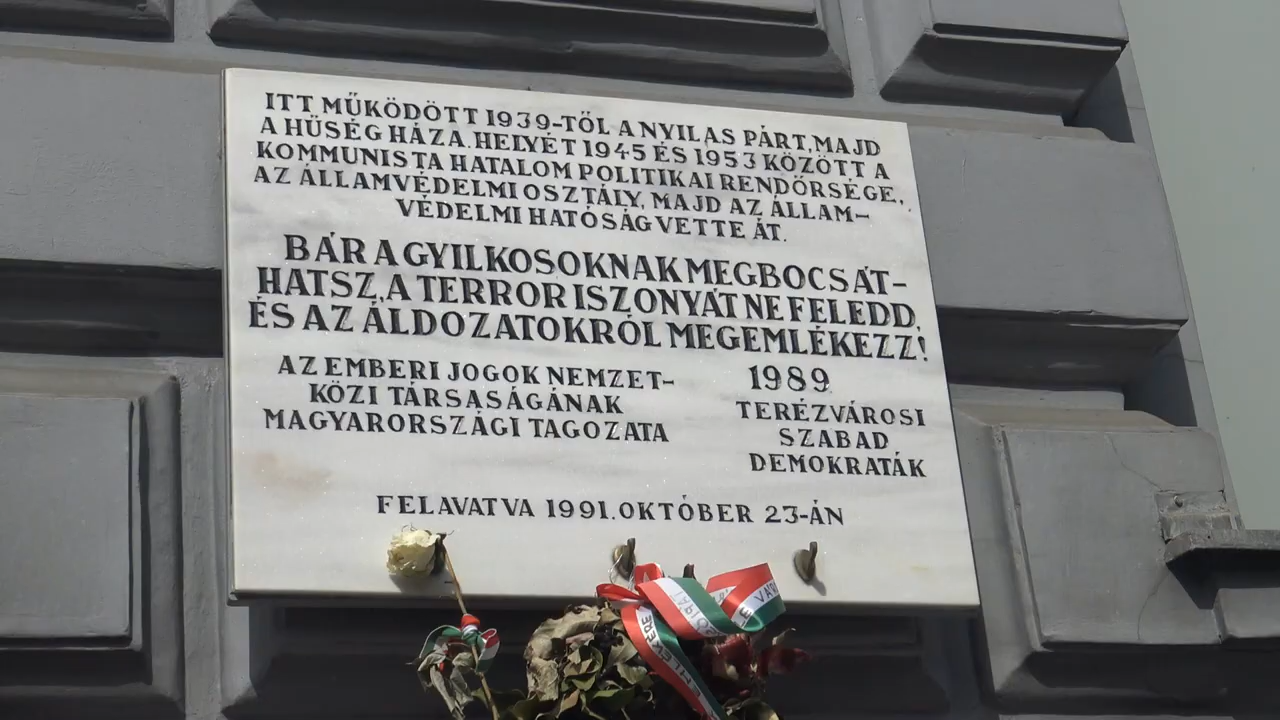 ITT MŰKÖDÖTT 1939-TŐL A NYILAS PÁRT, MAJD
A HŰSÉG HÁZA. HELYÉT 1945 ÉS 1953 KÖZÖTT A
KOMMUNISTA HATALOM POLITIKAI RENDŐRSÉGE,
AZ ÁLLAMVÉDELMI OSZTÁLY, MAJD AZ ÁLLAM-
VÉDELMI HATÓSÁG VETTE ÁT.
BÁR A GYILKOSOKNAK MEGBOCSÁT-
HATSZ, A TERROR ISZONYÁT NE FELEDD,
ÉS AZ ÁLDOZATOKRÓL MEGEMLÉKEZZ!
AZ EMBERI JOGOK NEMZET-
KÖZI TÁRSASÁGÁNAK
MAGYARORSZÁGI TAGOZATA
1989
TERÉZVÁROSI
SZABAD
DEMOKRATÁK
FELAVATVA 1991. OKTÓBER 23-ÁN
EMLÉKÉRE